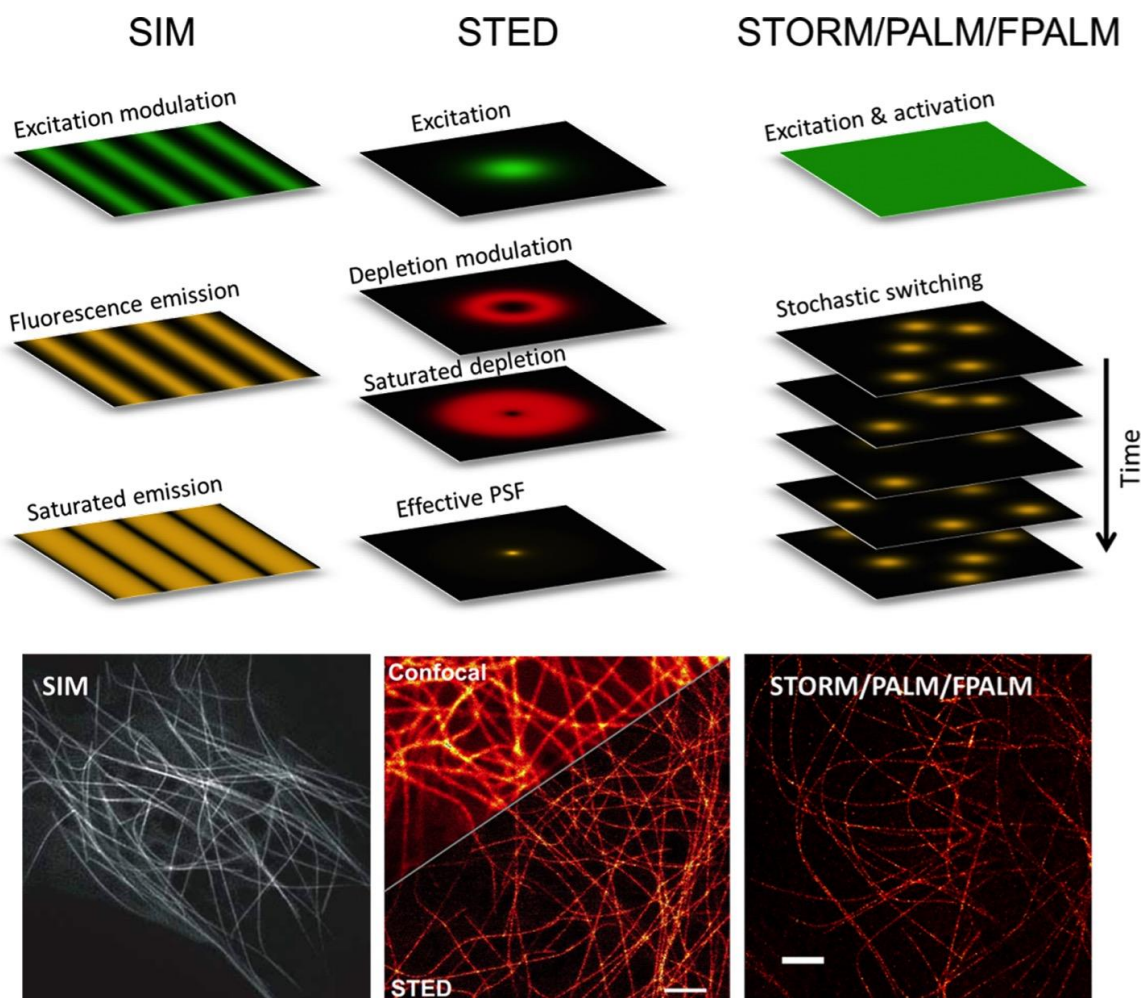 SIM
STED
STORM/PALM/FPALM
Excitation modulation
Fluorescence emission
Saturated emission
Excitation
Depletion modulation
Saturated depletion
Effective PSF
Excitation & activation
Stochastic switching
Time
SIM
Confocal
STED
STORM/PALM/FPALM